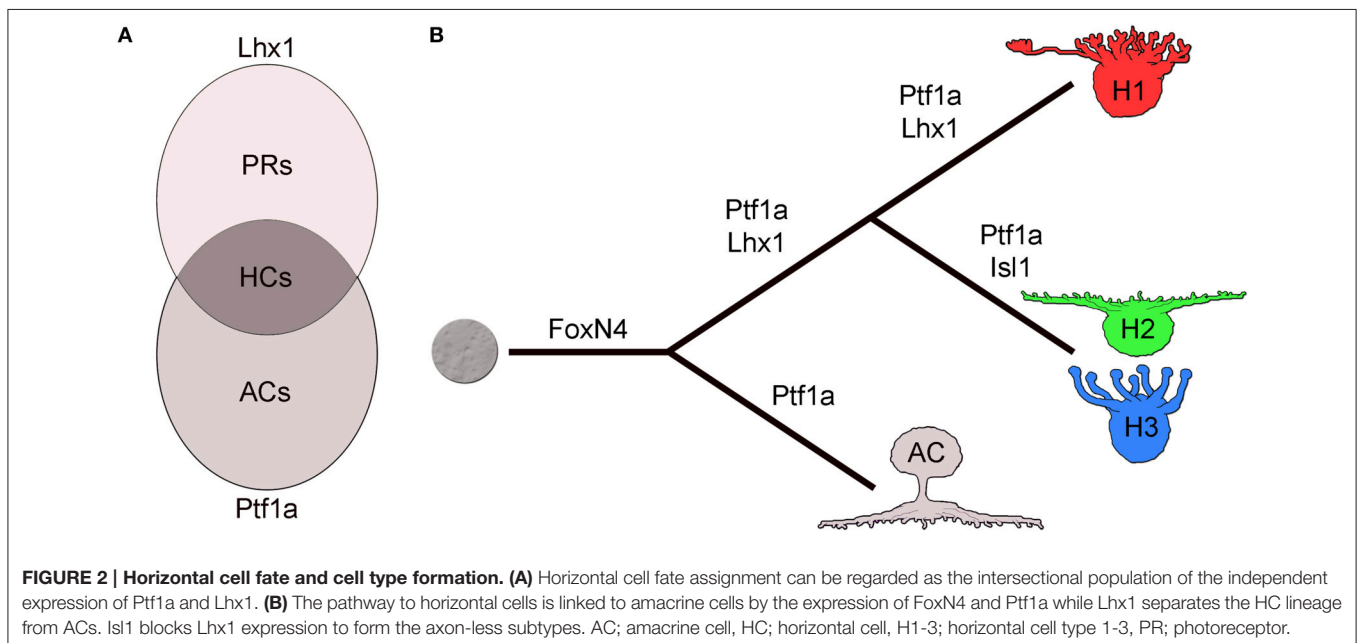 A
Lhx1
PRs
HCs
ACs
Ptf1a
B
FoxN4
Ptf1a
Lhx1
Ptf1a
Lhx1
H1
Ptf1a
Isl1
H2
H3
Ptf1a
AC
FIGURE 2 | Horizontal cell fate and cell type formation. (A) Horizontal cell fate assignment can be regarded as the intersectional population of the independent
expression of Ptf1a and Lhx1. (B) The pathway to horizontal cells is linked to amacrine cells by the expression of FoxN4 and Ptf1a while Lhx1 separates the HC lineage
from ACs. Isl1 blocks Lhx1 expression to form the axon-less subtypes. AC; amacrine cell, HC; horizontal cell, H1-3; horizontal cell type 1-3, PR; photoreceptor.